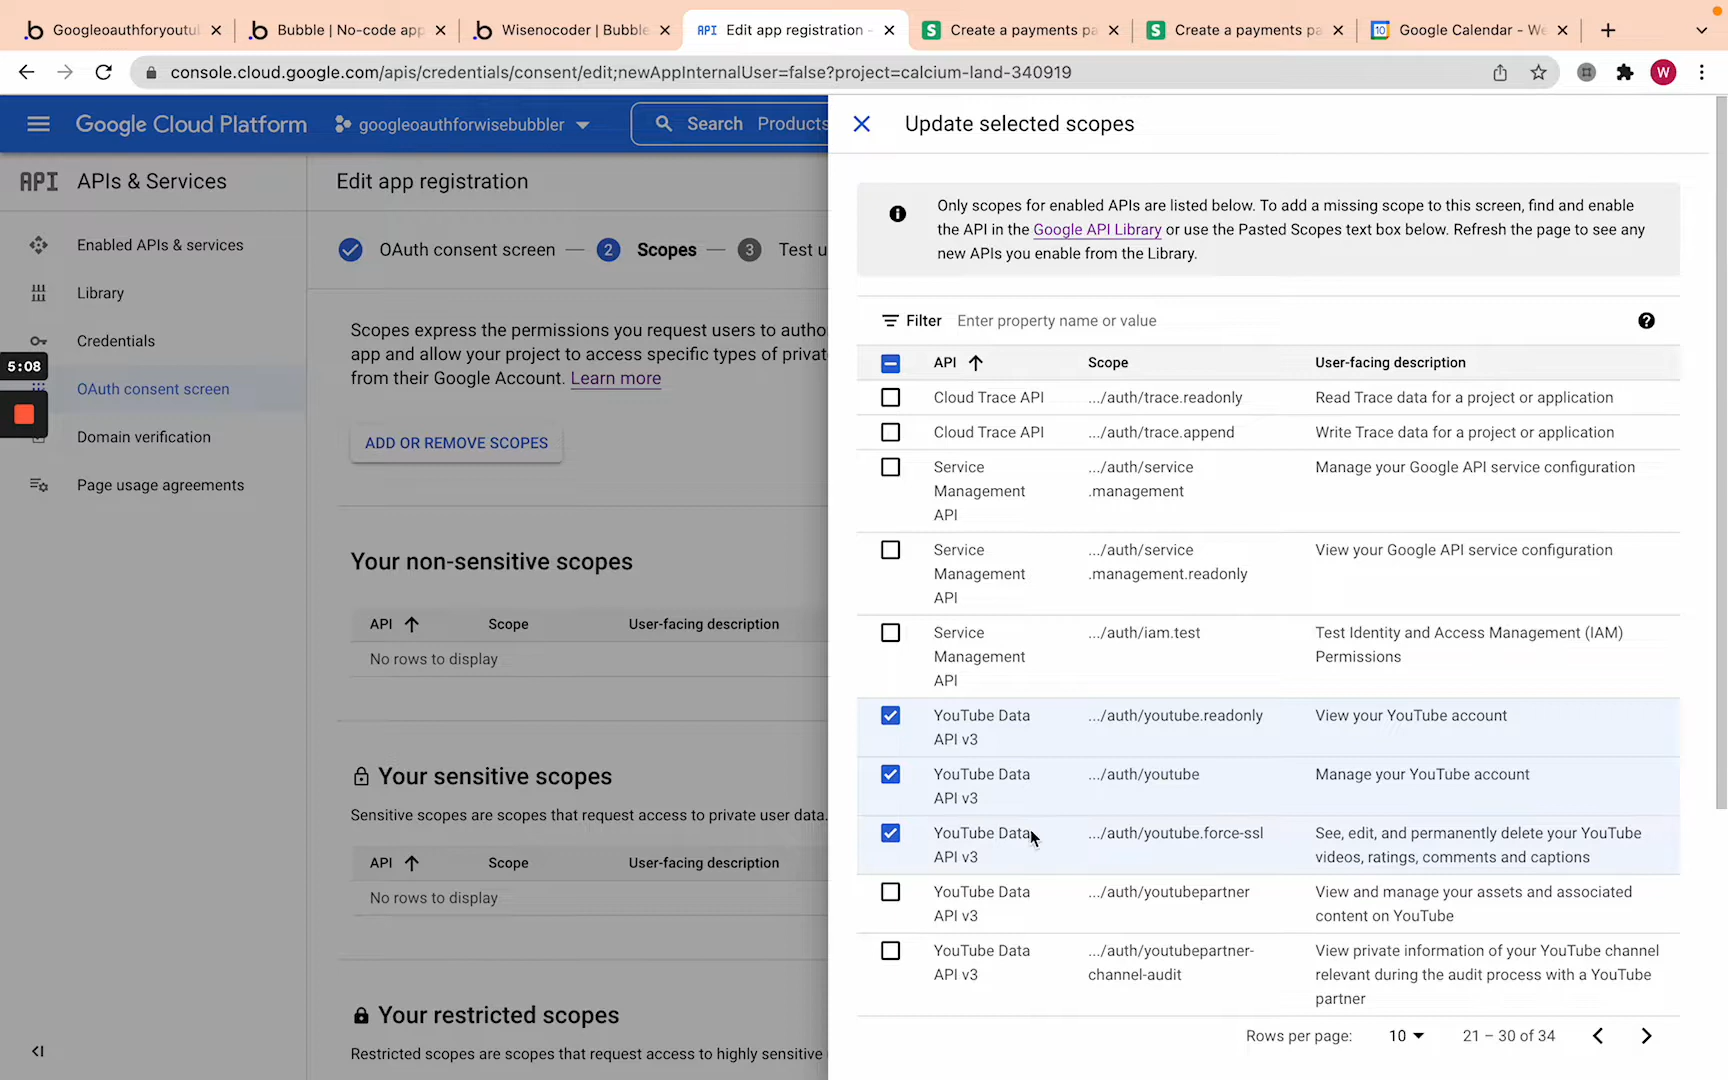 Googleoauthforyoutu
Bubble | No-code app
Wisenocoder | Bubble
API Edit app registration -
S Create a payments pa
S Create a payments pa
10 Google Calendar - We
console.cloud.google.com/apis/credentials/consent/edit;newAppInternalUser=false?project=calcium-land-340919
W
Google Cloud Platform
googleoauthforwisebubbler
Search Products
API APIs & Services
Enabled APIs & services
Library
Credentials
5:08
OAuth consent screen
Domain verification
Page usage agreements
Edit app registration
OAuth consent screen — 2 Scopes — 3 Test u
Scopes express the permissions you request users to autho
app and allow your project to access specific types of privat
from their Google Account. Learn more
ADD OR REMOVE SCOPES
Your non-sensitive scopes
API Scope User-facing description
No rows to display
Your sensitive scopes
Sensitive scopes are scopes that request access to private user data.
API Scope User-facing description
No rows to display
Your restricted scopes
Restricted scopes are scopes that request access to highly sensitive
Update selected scopes
Only scopes for enabled APIs are listed below. To add a missing scope to this screen, find and enable
the API in the Google API Library or use the Pasted Scopes text box below. Refresh the page to see any
new APIs you enable from the Library.
Filter Enter property name or value
API Scope User-facing description
Cloud Trace API .../auth/trace.readonly Read Trace data for a project or application
Cloud Trace API .../auth/trace.append Write Trace data for a project or application
Service .../auth/service Manage your Google API service configuration
Management .management
API
Service .../auth/service View your Google API service configuration
Management .management.readonly
API
Service .../auth/iam.test Test Identity and Access Management (IAM)
Management Permissions
API
YouTube Data .../auth/youtube.readonly View your YouTube account
API v3
YouTube Data .../auth/youtube Manage your YouTube account
API v3
YouTube Data .../auth/youtube.force-ssl See, edit, and permanently delete your YouTube
API v3 videos, ratings, comments and captions
YouTube Data .../auth/youtubepartner View and manage your assets and associated
API v3 content on YouTube
YouTube Data .../auth/youtubepartner- View private information of your YouTube channel
API v3 channel-audit relevant during the audit process with a YouTube
partner
Rows per page: 10 21 – 30 of 34